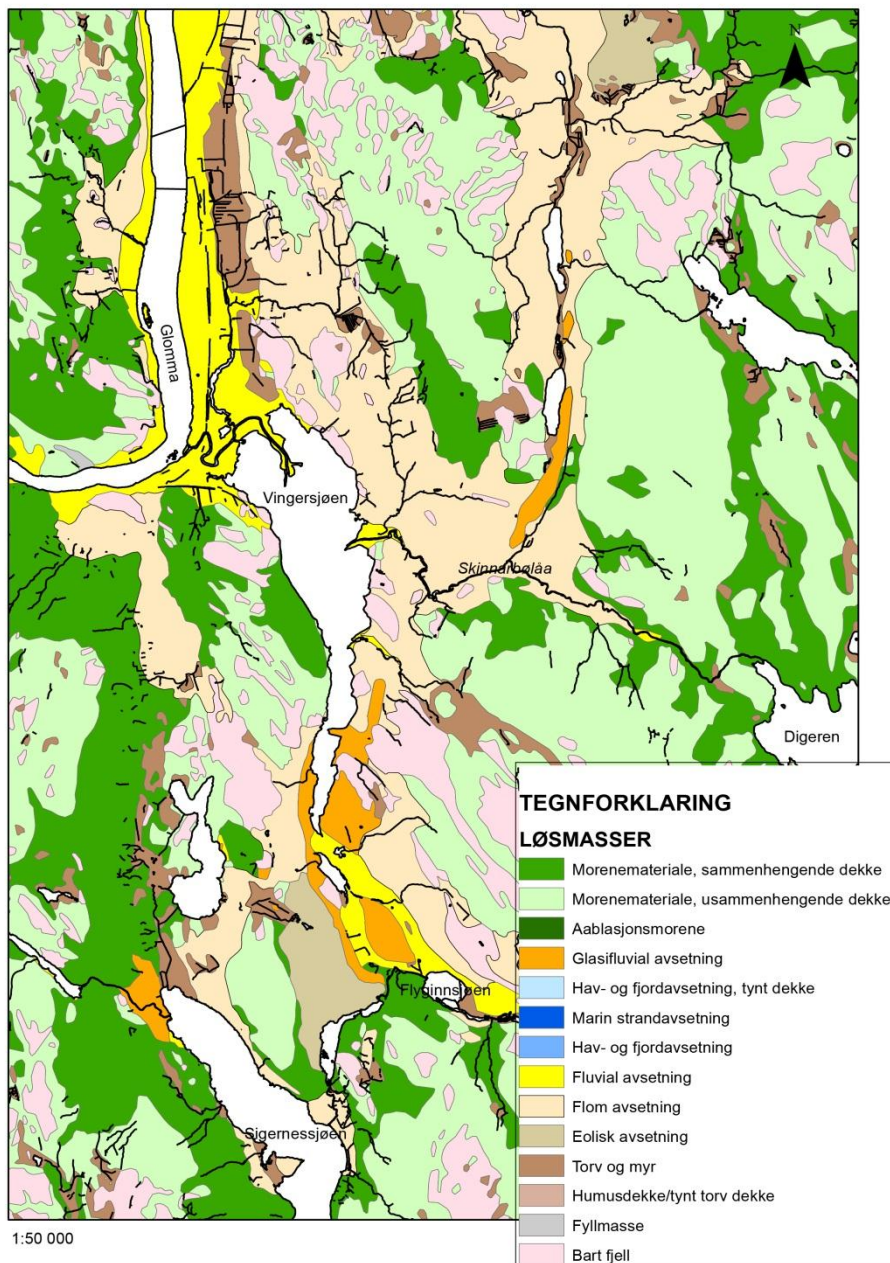 N
Glomma
Vingersjøen
Skinnarbølåa
Digeren
Flyginnsjøen
Sigernessjøen
TEGNFORKLARING
LØSMASSER
Morenemateriale, sammenhengende dekke
Morenemateriale, usammenhengende dekke
Aablasjonsmorene
Glasifluvial avsetning
Hav- og fjordavsetning, tynt dekke
Marin strandavsetning
Hav- og fjordavsetning
Fluvial avsetning
Flom avsetning
Eolisk avsetning
Torv og myr
Humusdekke/tynt torv dekke
Fyllmasse
Bart fjell
1:50 000